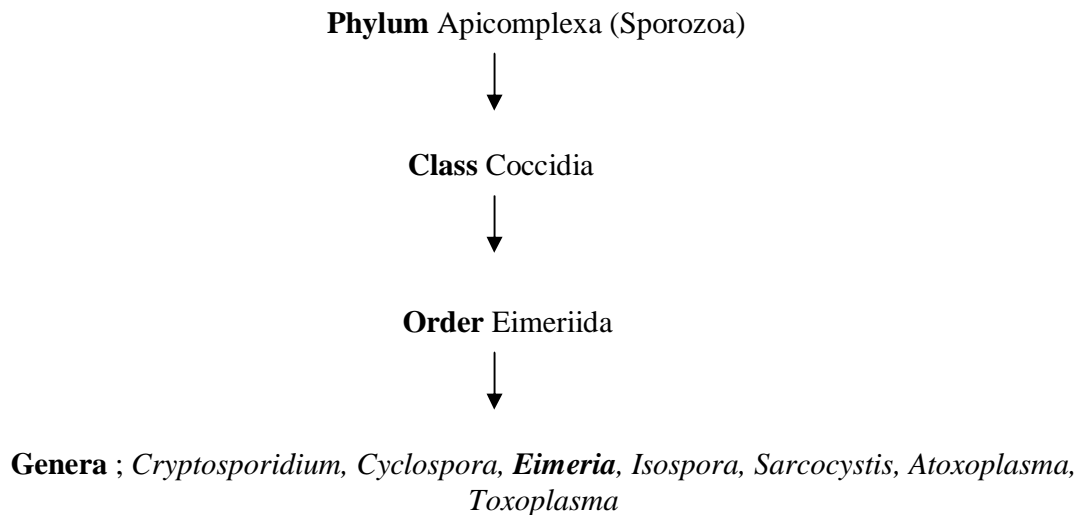 Phylum Apicomplexa (Sporozoa)
Class Coccidia
Order Eimeriida
Genera ; Cryptosporidium, Cyclospora, Eimeria, Isospora, Sarcocystis, Atoxoplasma,
Toxoplasma